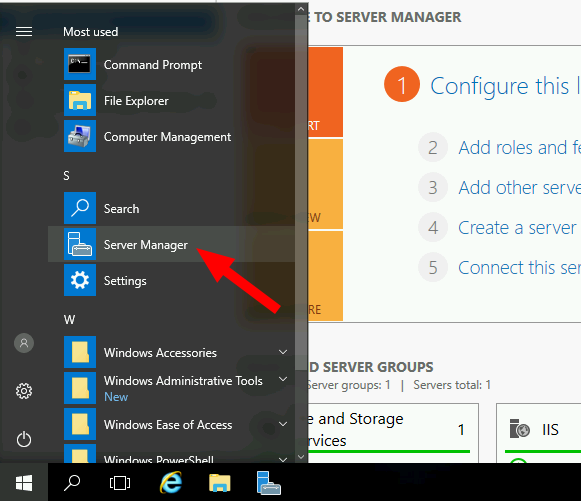 Most used
Command Prompt
File Explorer
Computer Management
S
Search
Server Manager
Settings
W
Windows Accessories
Windows Administrative Tools
New
Windows Ease of Access
Windows PowerShell
TO SERVER MANAGER
1 Configure this l
2 Add roles and fe
3 Add other serve
4 Create a server
5 Connect this ser
RT
W
RE
D SERVER GROUPS
Server groups: 1 | Servers total: 1
e and Storage
rvices
1
IIS